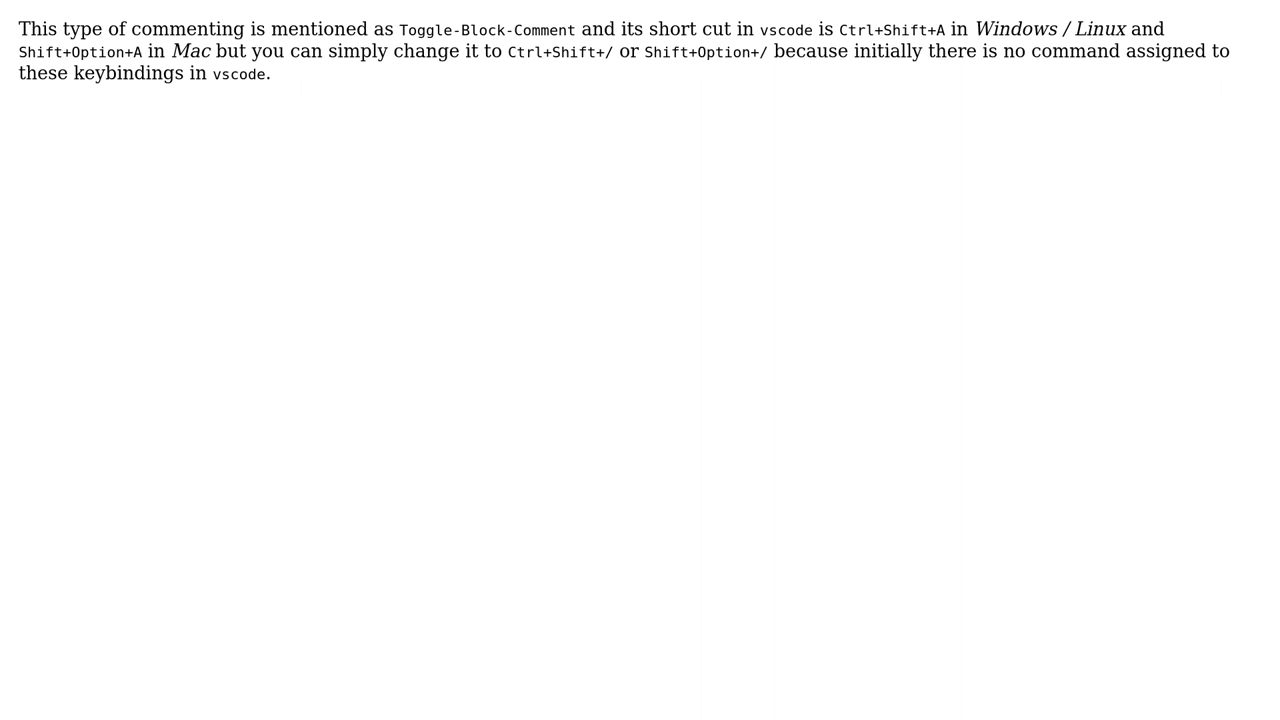 This type of commenting is mentioned as Toggle-Block-Comment and its short cut in vscode is Ctrl+Shift+A in Windows / Linux and
Shift+Option+A in Mac but you can simply change it to Ctrl+Shift+/ or Shift+Option+/ because initially there is no command assigned to
these keybindings in vscode.